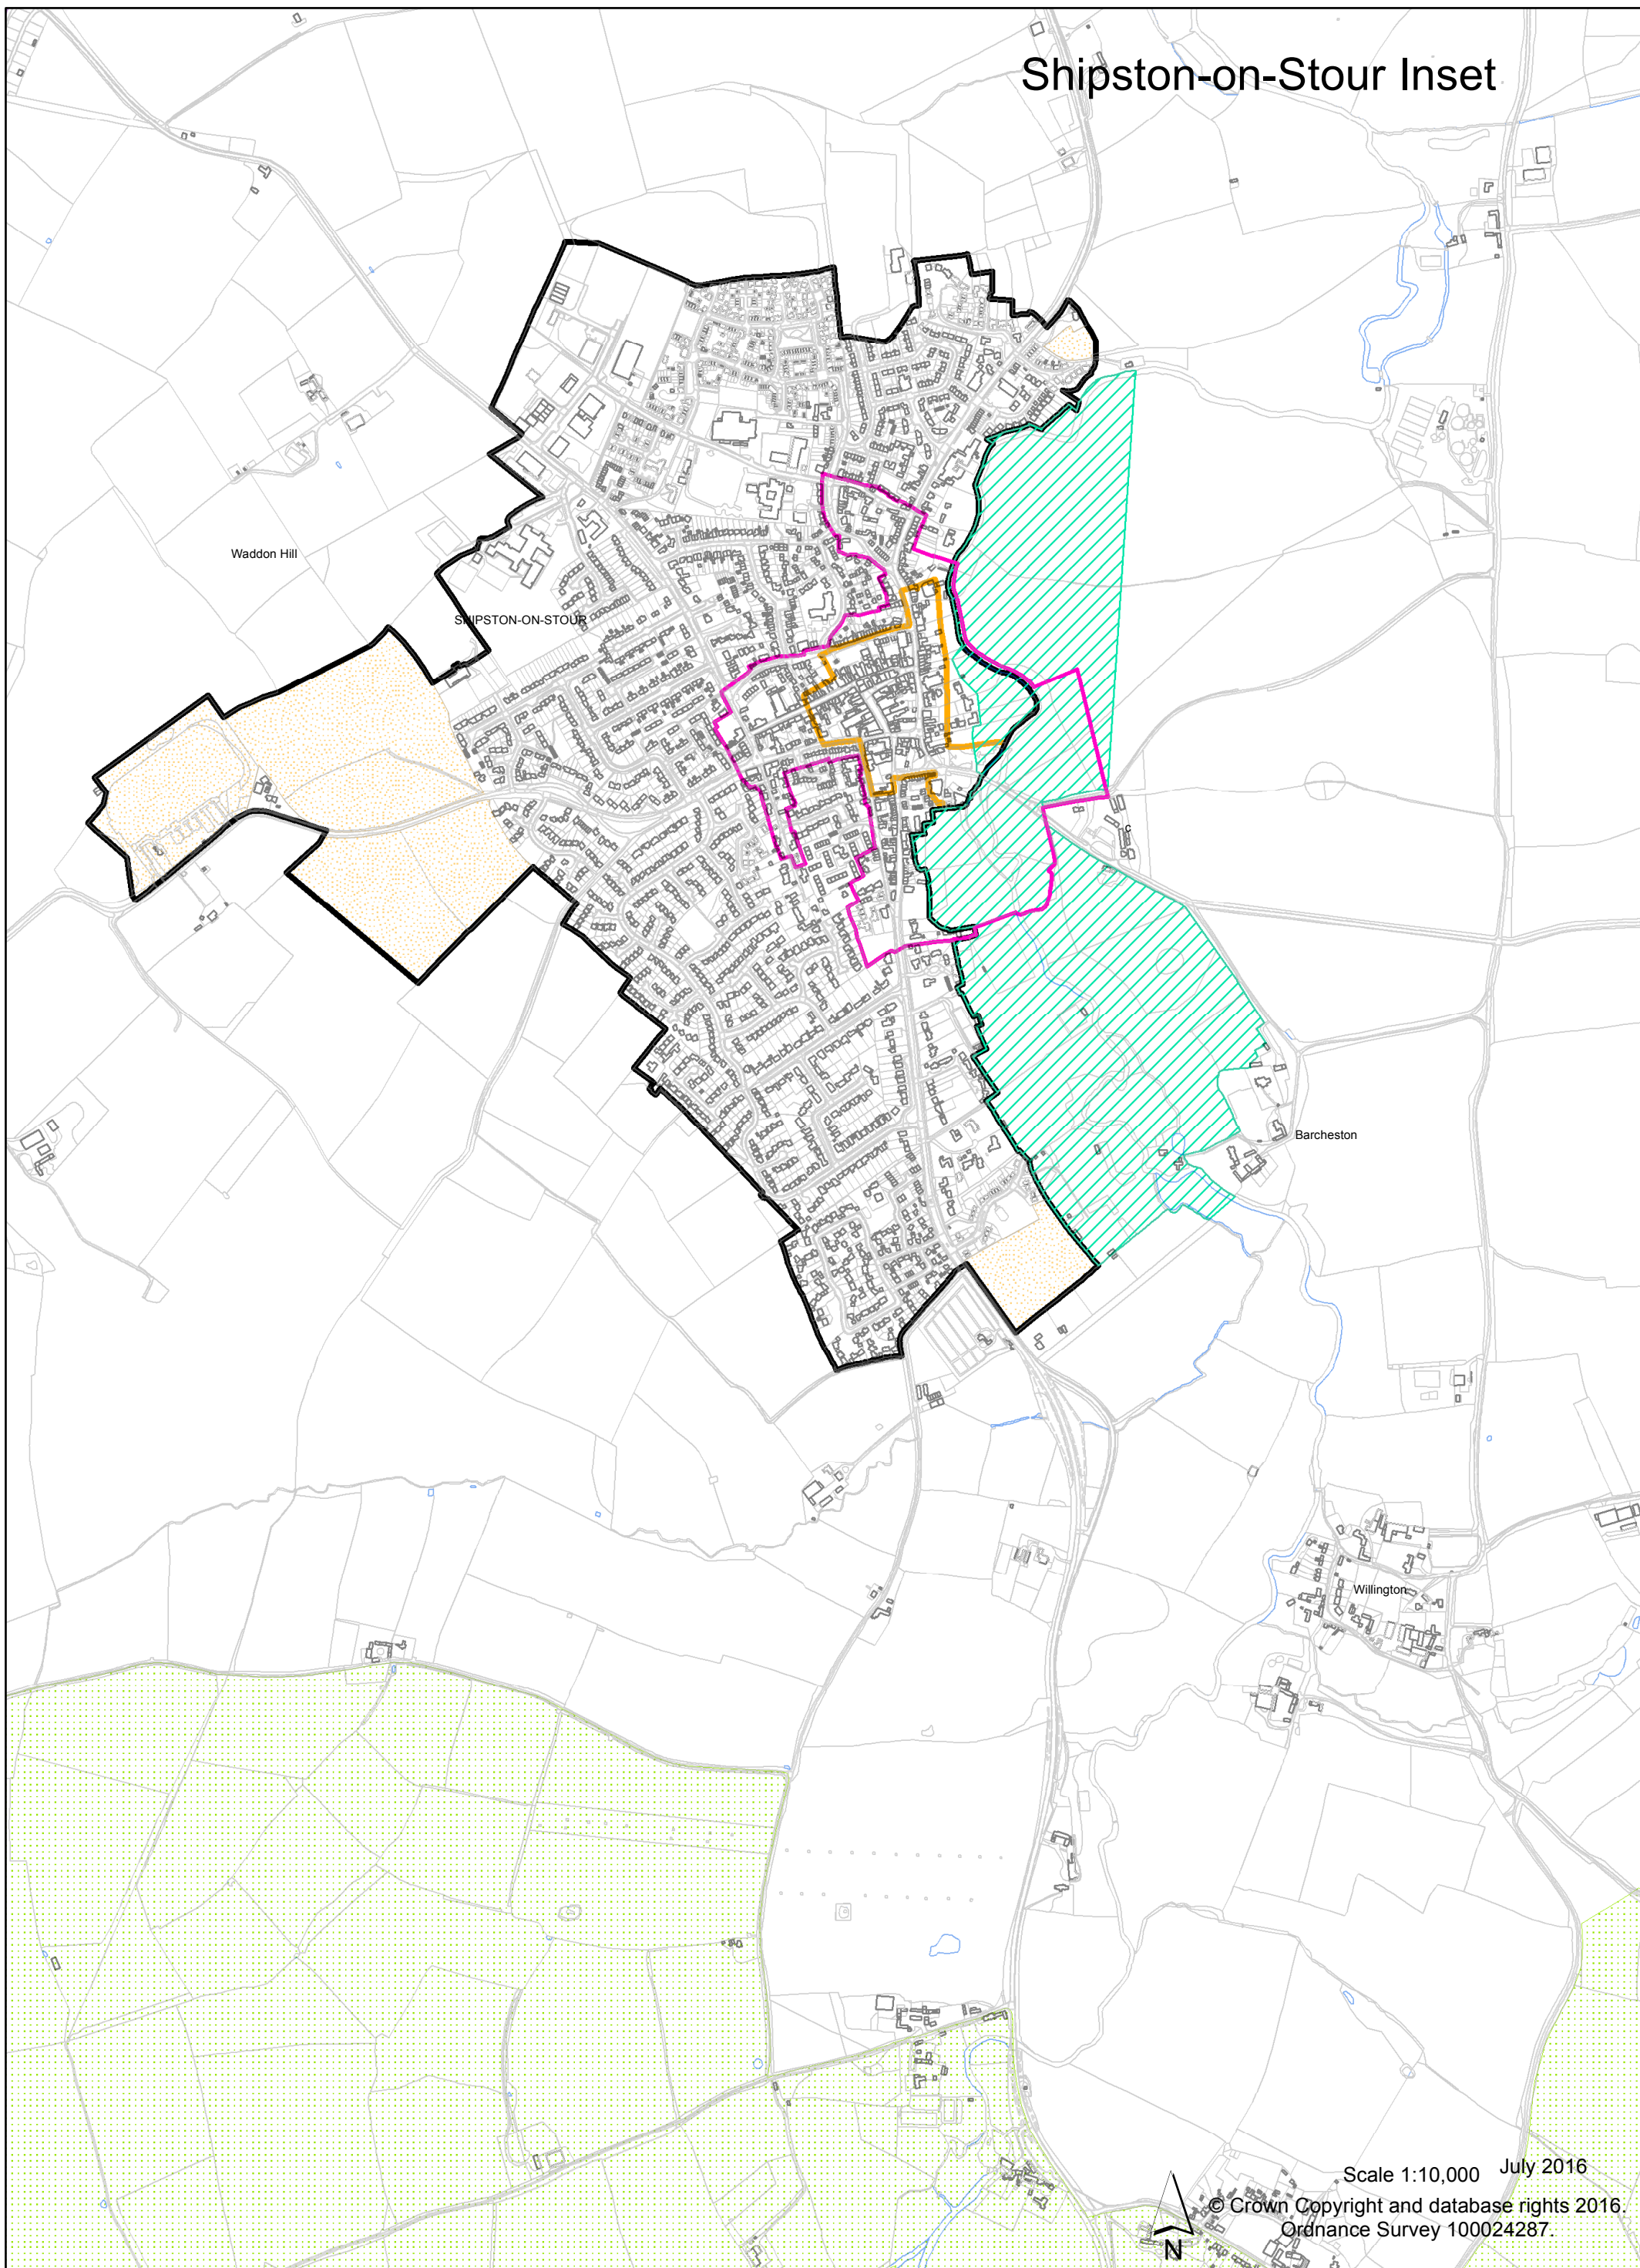 Shipston-on-Stour Inset
Waddon Hill
SHIPSTON-ON-STOUR
C
Barcheston
Willington
Scale 1:10,000
July 2016
© Crown Copyright and database rights 2016.
Ordnance Survey 100024287.
N